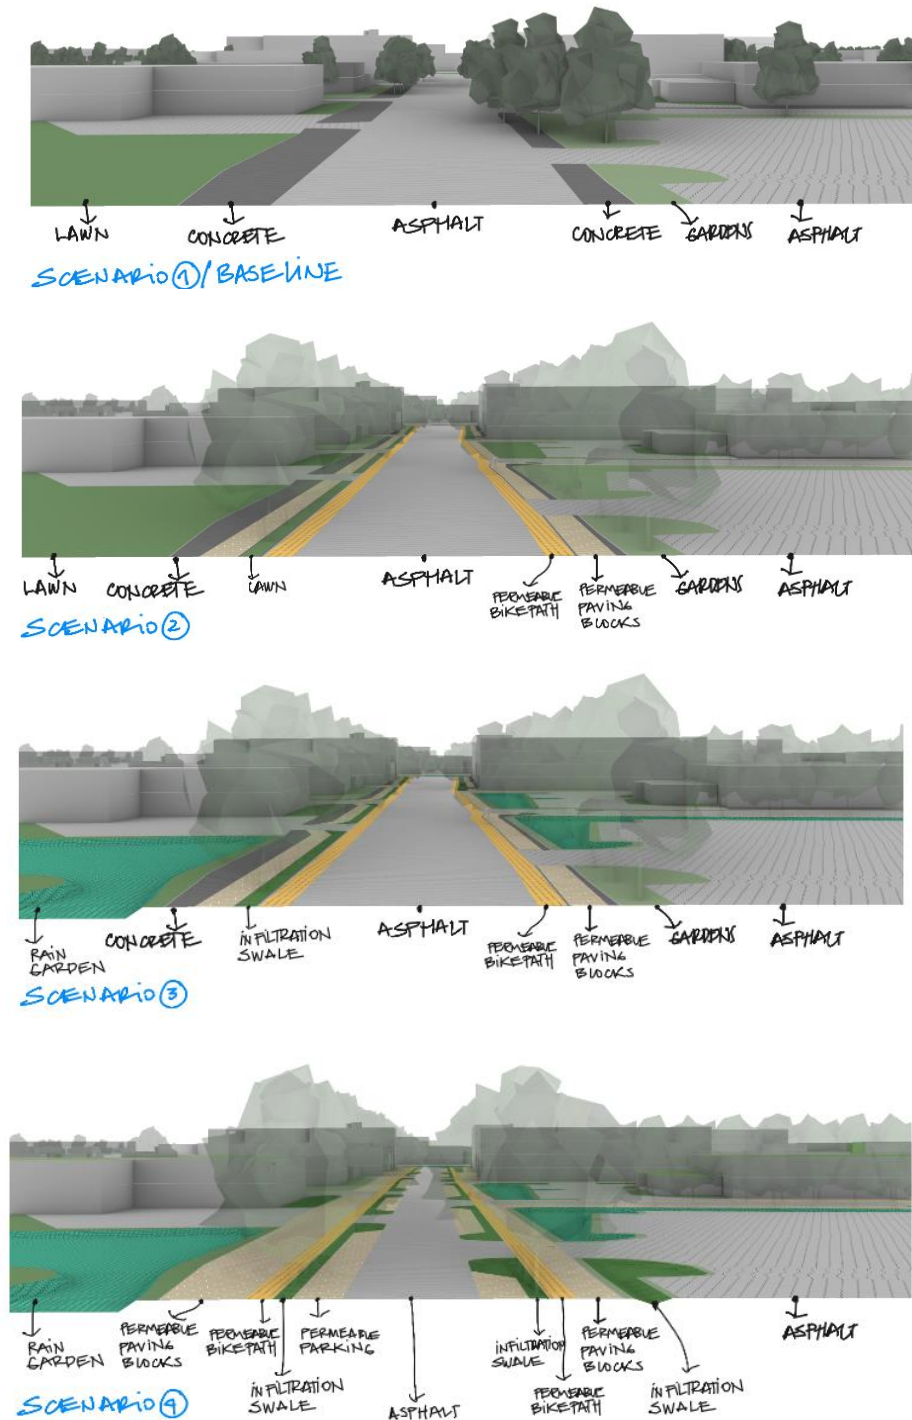 LAWN
CONCRETE
ASPHALT
CONCRETE
GARDENS
ASPHALT
SCENARIO 1 / BASELINE
LAWN
CONCRETE
LAWN
ASPHALT
PERMEABLE
BIKEPATH
PERMEABLE
PAVING
BLOCKS
GARDENS
ASPHALT
SCENARIO 2
RAIN
GARDEN
CONCRETE
INFILTRATION
SWALE
ASPHALT
PERMEABLE
BIKEPATH
PERMEABLE
PAVING
BLOCKS
GARDENS
ASPHALT
SCENARIO 3
RAIN
GARDEN
PERMEABLE
PAVING
BLOCKS
PERMEABLE
BIKEPATH
INFILTRATION
SWALE
PERMEABLE
PARKING
ASPHALT
INFILTRATION
SWALE
PERMEABLE
BIKEPATH
PERMEABLE
PAVING
BLOCKS
INFILTRATION
SWALE
ASPHALT
SCENARIO 4